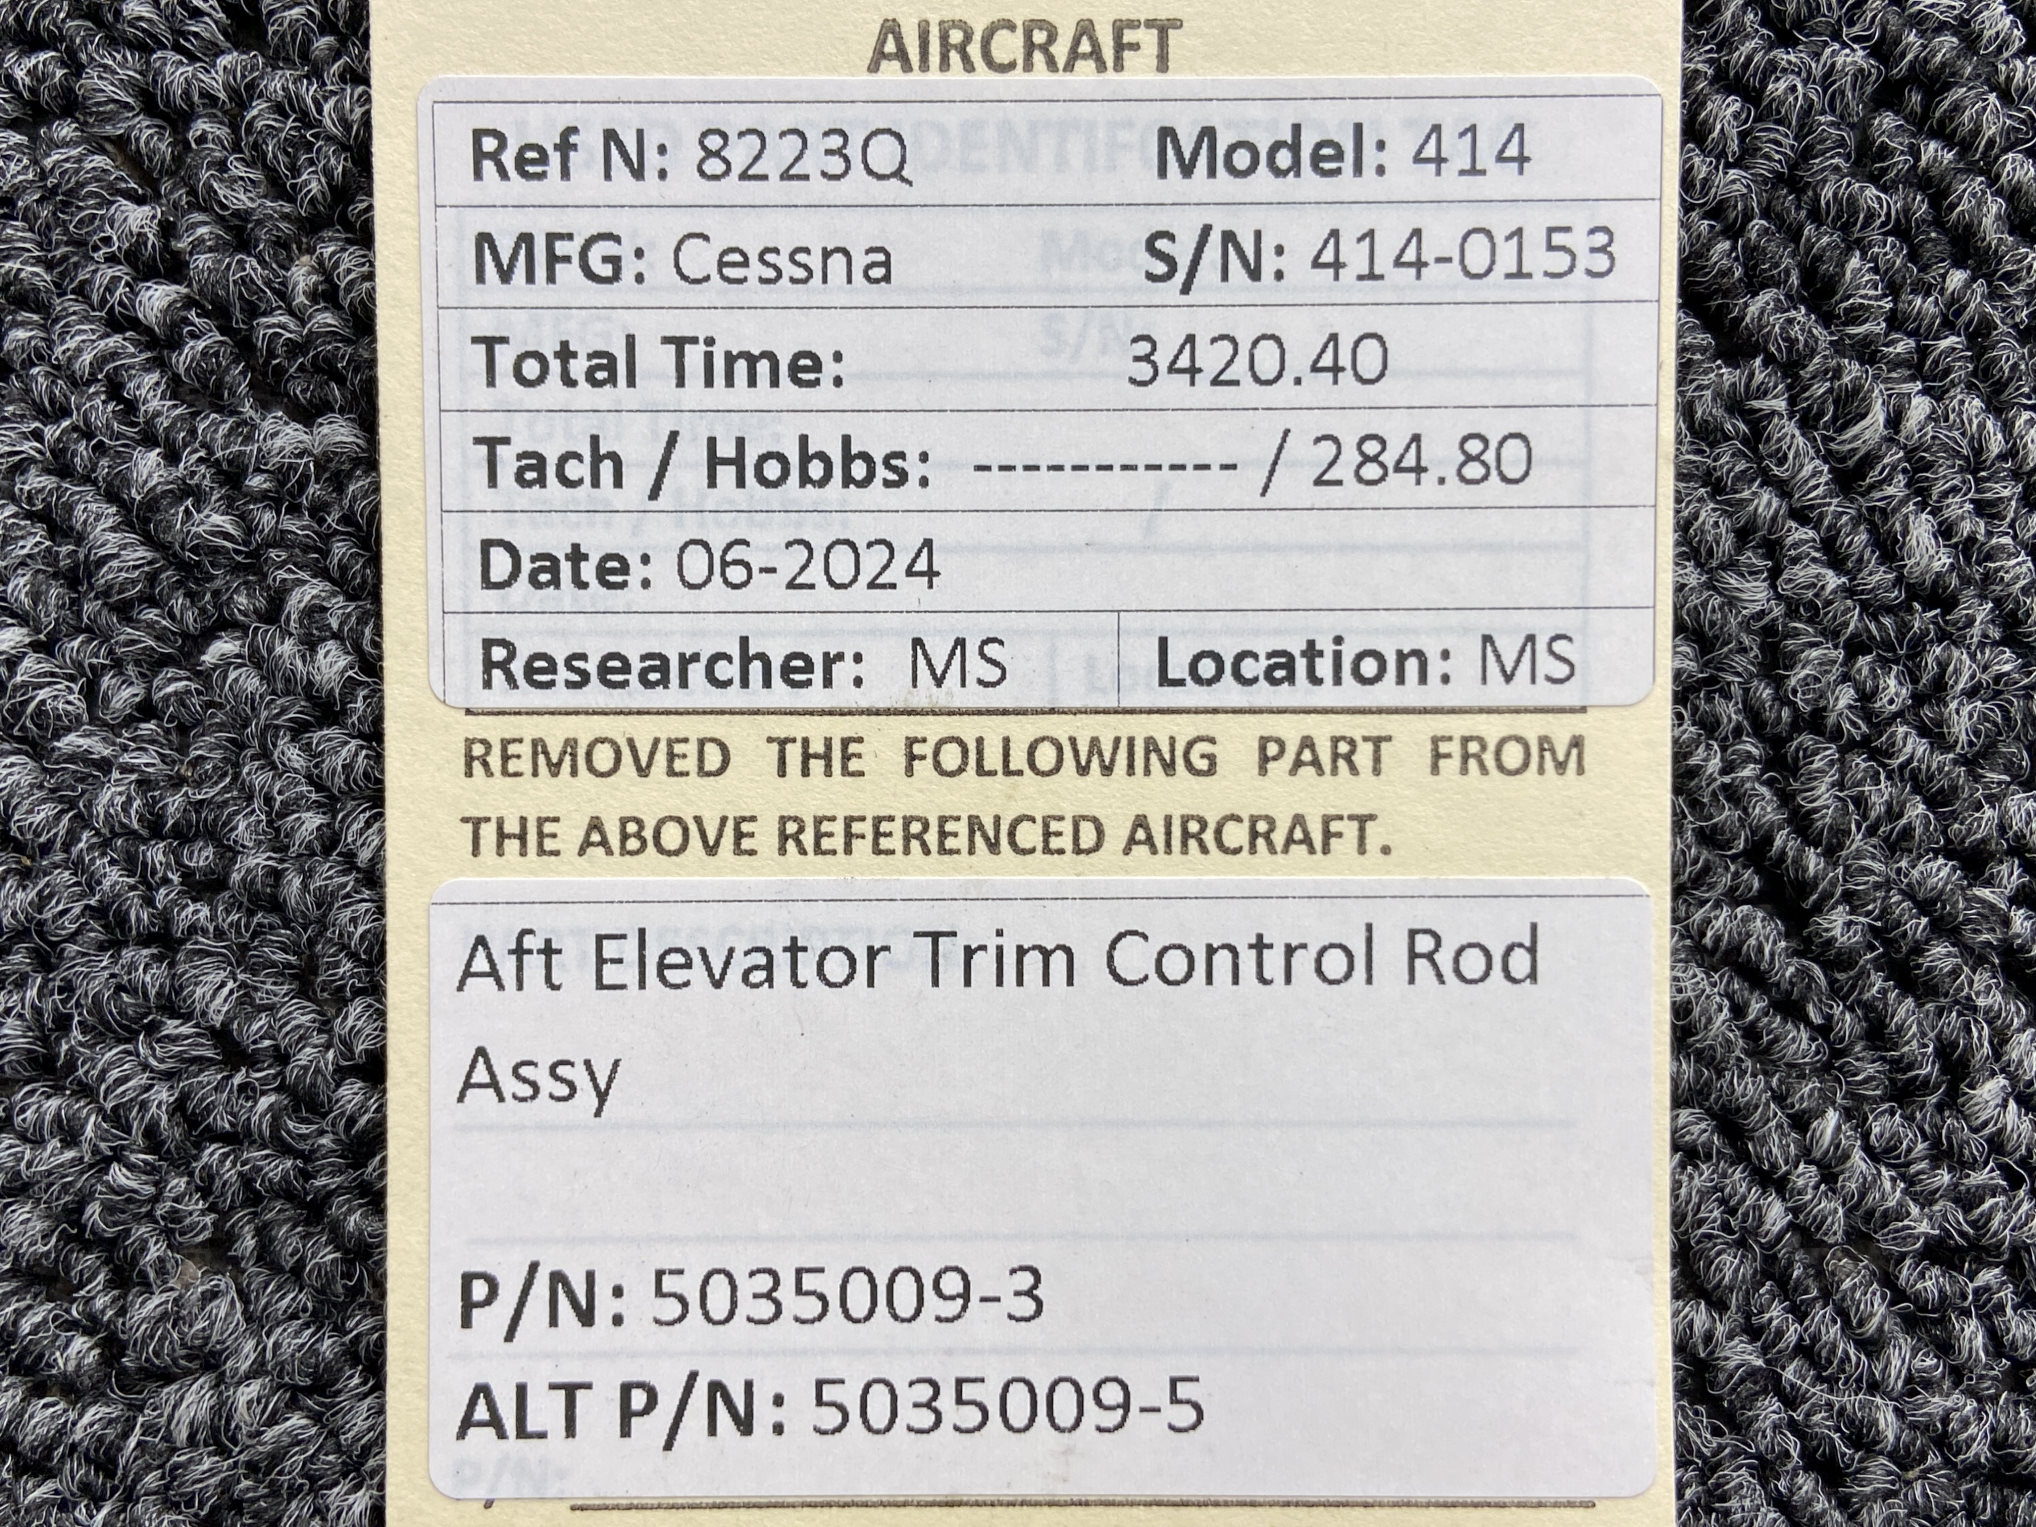 AIRCRAFT
Ref N: 8223Q Model: 414
MFG: Cessna S/N: 414-0153
Total Time: 3420.40
Tach / Hobbs: ----------- / 284.80
Date: 06-2024
Researcher: MS Location: MS
REMOVED THE FOLLOWING PART FROM
THE ABOVE REFERENCED AIRCRAFT.
Aft Elevator Trim Control Rod
Assy
P/N: 5035009-3
ALT P/N: 5035009-5
P/N: